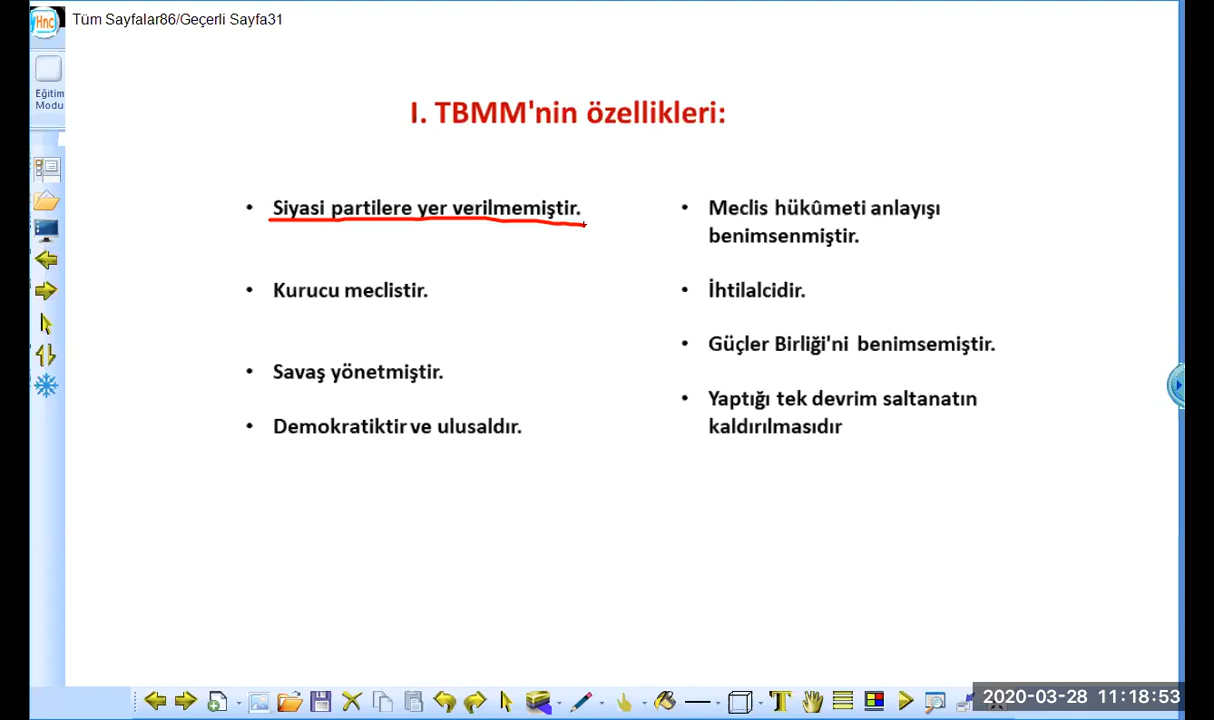 Hnc
Tüm Sayfalar86/Geçerli Sayfa31
Eğitim
Modu
I. TBMM'nin özellikleri:
• Siyasi partilere yer verilmemiştir.
• Kurucu meclistir.
• Savaş yönetmiştir.
• Demokratiktir ve ulusaldır.
• Meclis hükûmeti anlayışı
benimsenmiştir.
• İhtilalcidir.
• Güçler Birliği'ni benimsemiştir.
• Yaptığı tek devrim saltanatın
kaldırılmasıdır
2020-03-28 11:18:53